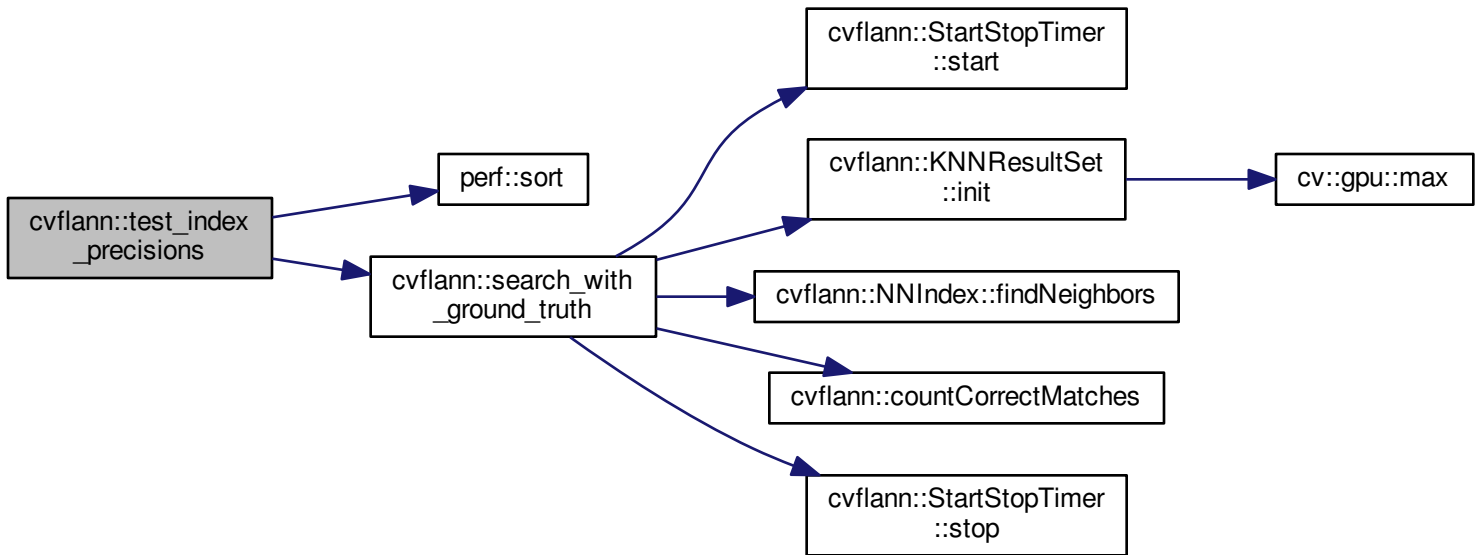 cvflann::test_index
_precisions
perf::sort
cvflann::search_with
_ground_truth
cvflann::StartStopTimer
::start
cvflann::KNNResultSet
::init
cvflann::NNIndex::findNeighbors
cvflann::countCorrectMatches
cvflann::StartStopTimer
::stop
cv::gpu::max